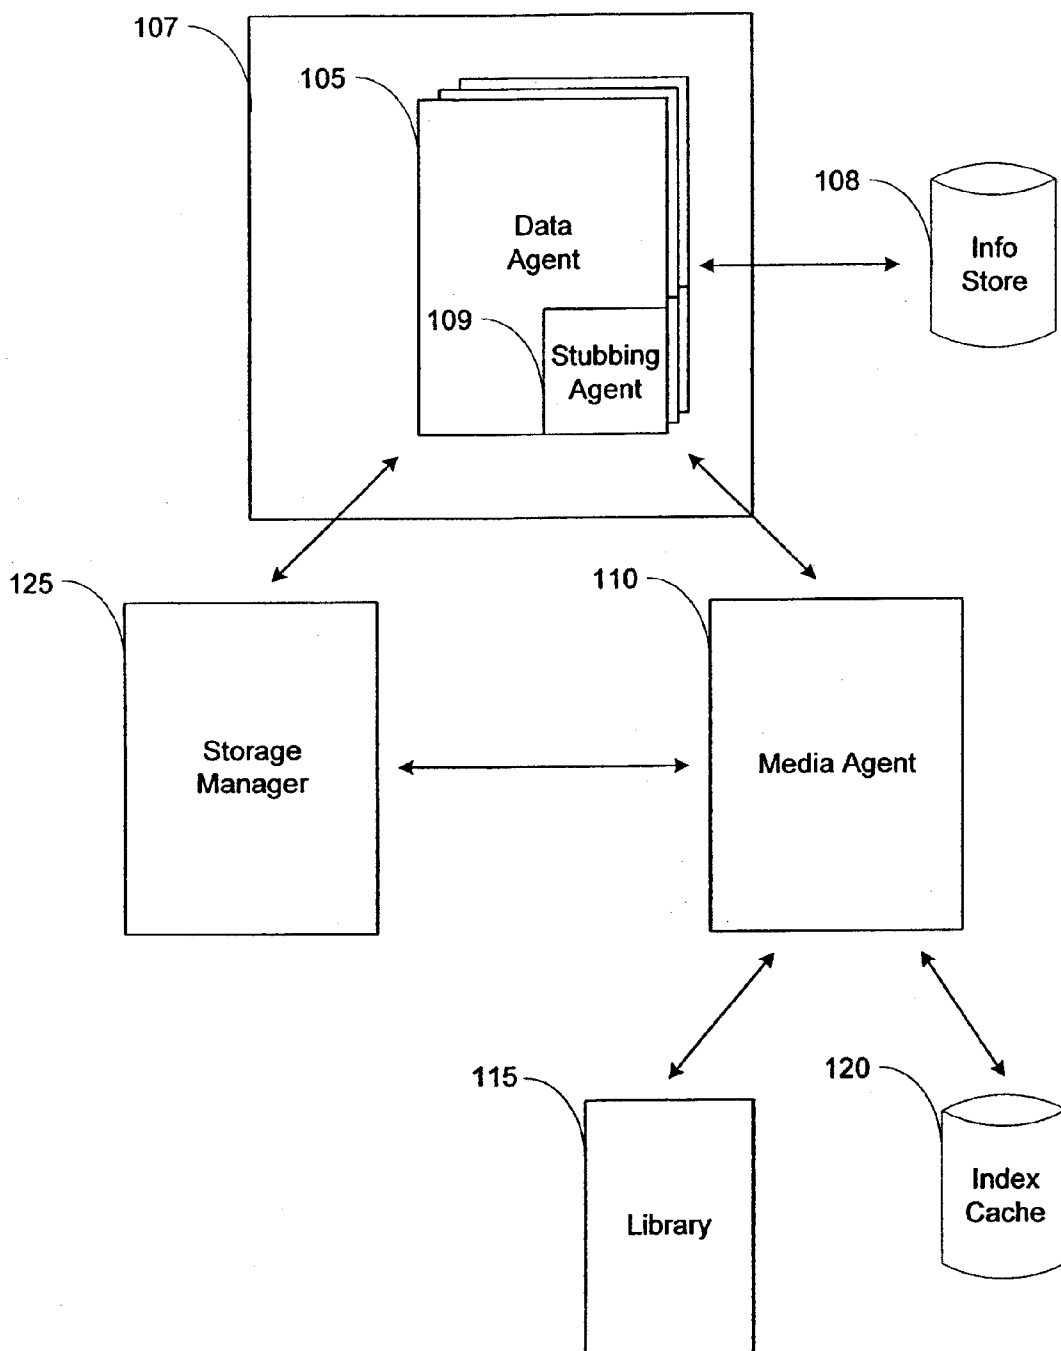 107
105
108
Data
Agent
Info
Store
109
Stubbing
Agent
125
110
Storage
Manager
Media Agent
115
120
Index
Cache
Library